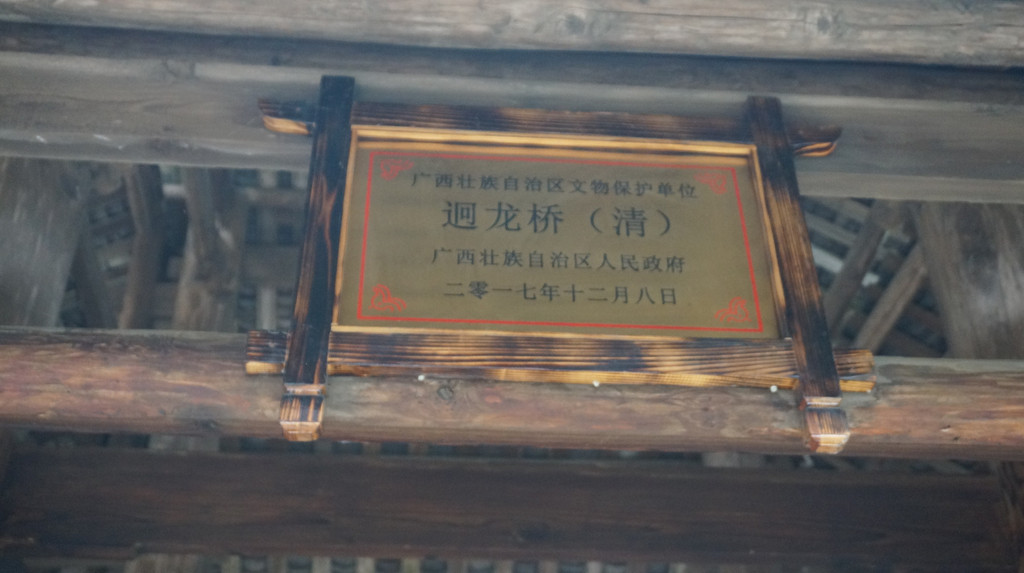 广西壮族自治区文物保护单位
迥龙桥（清）
广西壮族自治区人民政府
二零一七年十二月八日